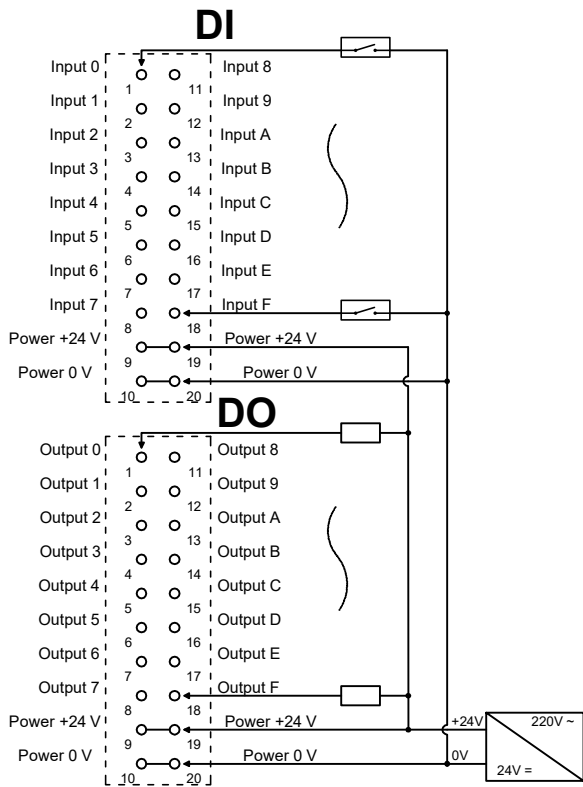 DI
Input 0 Input 8
1 11
Input 1 Input 9
2 12
Input 2 Input A
3 13
Input 3 Input B
4 14
Input 4 Input C
5 15
Input 5 Input D
6 16
Input 6 Input E
7 17
Input 7 Input F
8 18
Power +24 V Power +24 V
9 19
Power 0 V Power 0 V
10 20
DO
Output 0 Output 8
1 11
Output 1 Output 9
2 12
Output 2 Output A
3 13
Output 3 Output B
4 14
Output 4 Output C
5 15
Output 5 Output D
6 16
Output 6 Output E
7 17
Output 7 Output F
8 18
Power +24 V Power +24 V +24V 220V ~
9 19
Power 0 V Power 0 V 0V
10 20 24V =